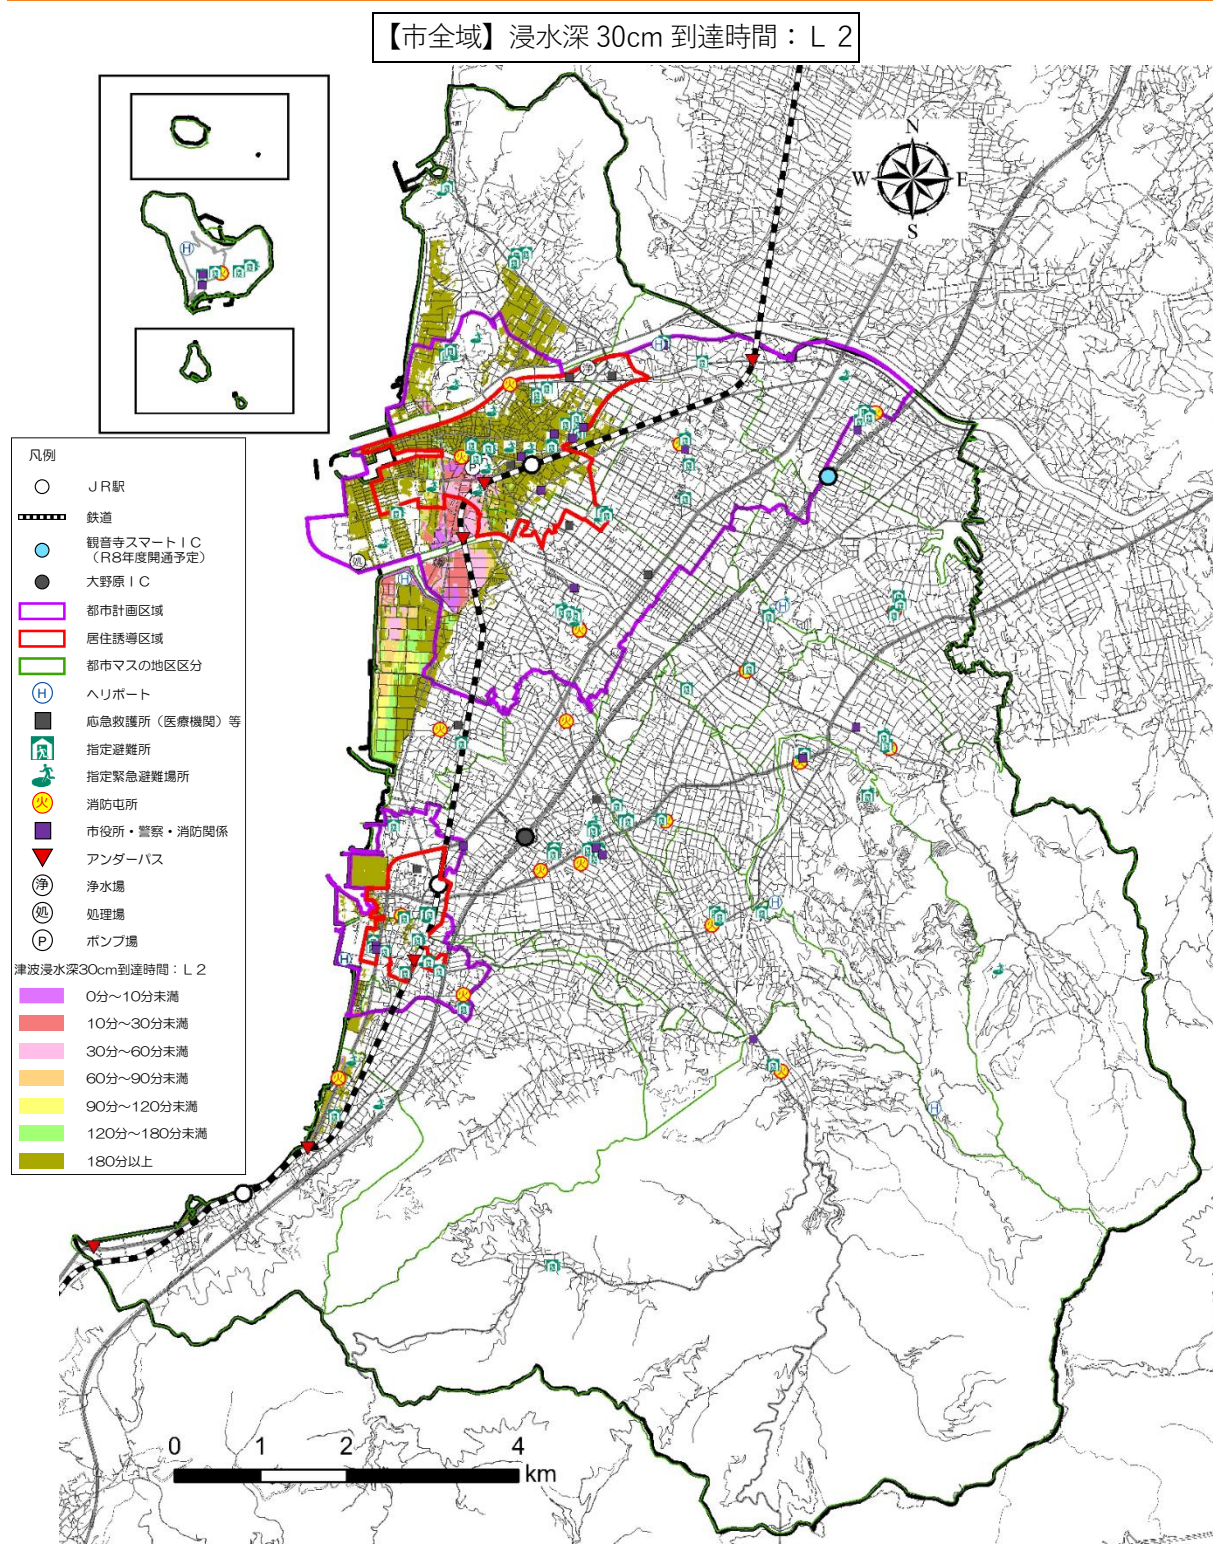 【市全域】浸水深 30cm 到達時間：Ｌ２
N
W
E
S
凡例
ＪＲ駅
鉄道
観音寺スマートＩＣ
（R8年度開通予定）
大野原ＩＣ
都市計画区域
居住誘導区域
都市マスの地区区分
H
ヘリポート
応急救護所（医療機関）等
指定避難所
指定緊急避難場所
火
消防屯所
市役所・警察・消防関係
アンダーパス
浄
浄水場
処
処理場
P
ポンプ場
津波浸水深30cm到達時間：Ｌ２
0分～10分未満
10分～30分未満
30分～60分未満
60分～90分未満
90分～120分未満
120分～180分未満
180分以上
0 1 2 4
km